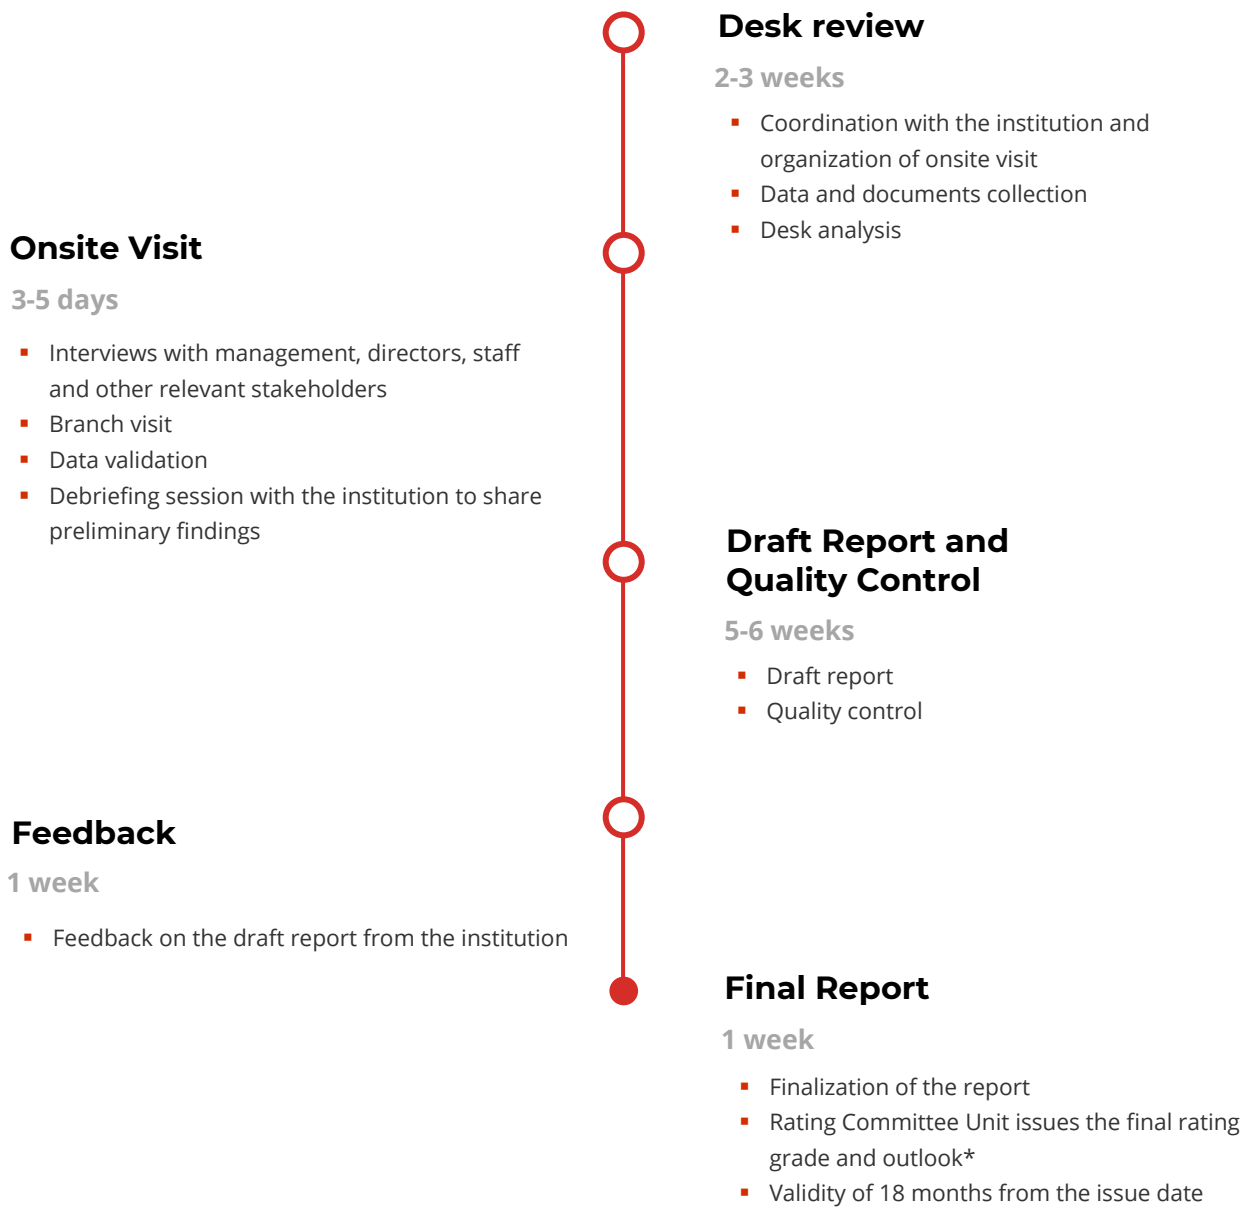 Desk review
2-3 weeks
▪ Coordination with the institution and
organization of onsite visit
▪ Data and documents collection
▪ Desk analysis
Onsite Visit
3-5 days
▪ Interviews with management, directors, staff
and other relevant stakeholders
▪ Branch visit
▪ Data validation
▪ Debriefing session with the institution to share
preliminary findings
Draft Report and
Quality Control
5-6 weeks
▪ Draft report
▪ Quality control
Feedback
1 week
▪ Feedback on the draft report from the institution
Final Report
1 week
▪ Finalization of the report
▪ Rating Committee Unit issues the final rating
grade and outlook*
▪ Validity of 18 months from the issue date